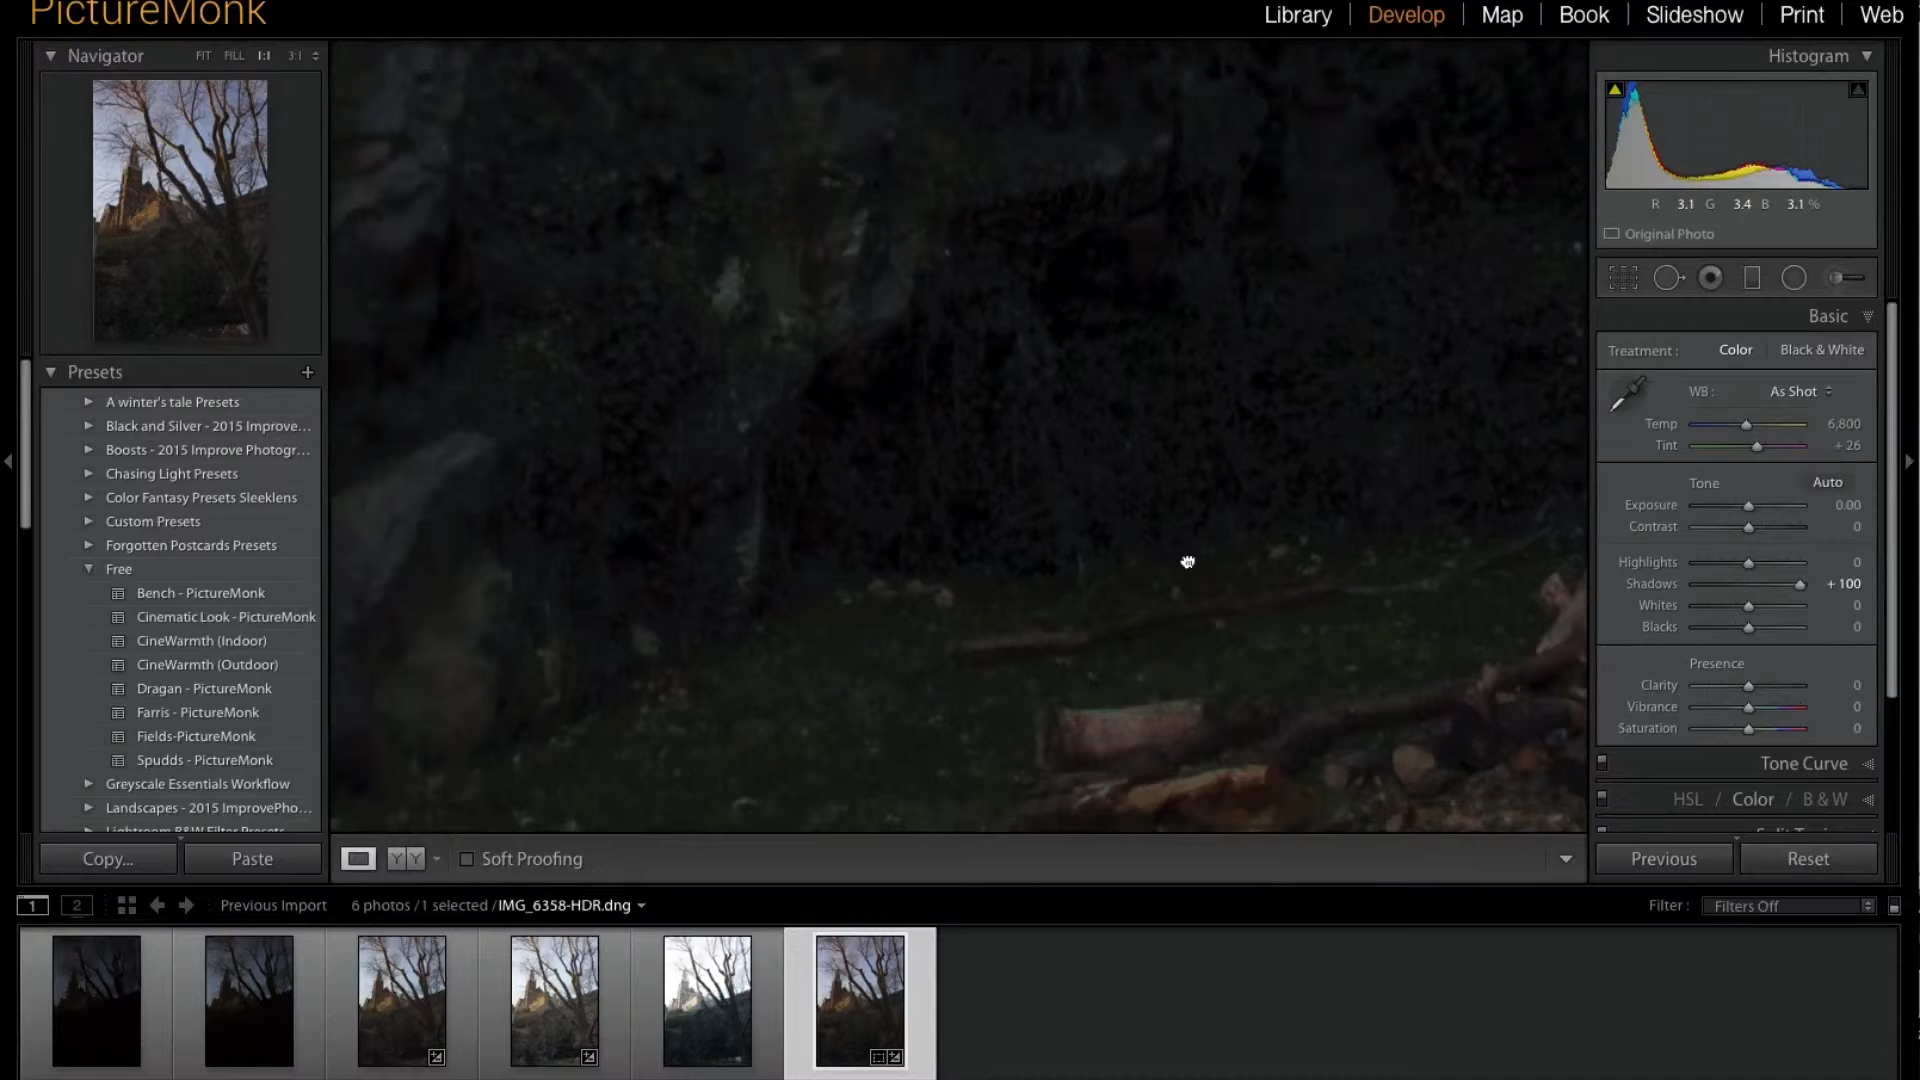 PictureMonk
Library | Develop | Map | Book | Slideshow | Print | Web
Navigator FIT FILL 1:1 3:1
Presets +
A winter's tale Presets
Black and Silver - 2015 Improve...
Boosts - 2015 Improve Photogr...
Chasing Light Presets
Color Fantasy Presets Sleeklens
Custom Presets
Forgotten Postcards Presets
Free
Bench - PictureMonk
Cinematic Look - PictureMonk
CineWarmth (Indoor)
CineWarmth (Outdoor)
Dragan - PictureMonk
Farris - PictureMonk
Fields-PictureMonk
Spudds - PictureMonk
Greyscale Essentials Workflow
Landscapes - 2015 ImprovePho...
Lightroom B&W Filter Presets
Copy... Paste
YY Soft Proofing
Histogram
R 3.1 G 3.4 B 3.1 %
Original Photo
Basic
Treatment : Color | Black & White
WB : As Shot
Temp 6,800
Tint + 26
Tone Auto
Exposure 0.00
Contrast 0
Highlights 0
Shadows + 100
Whites 0
Blacks 0
Presence
Clarity 0
Vibrance 0
Saturation 0
Tone Curve
HSL / Color / B & W
Previous Reset
1 2 Previous Import 6 photos / 1 selected / IMG_6358-HDR.dng Filter : Filters Off